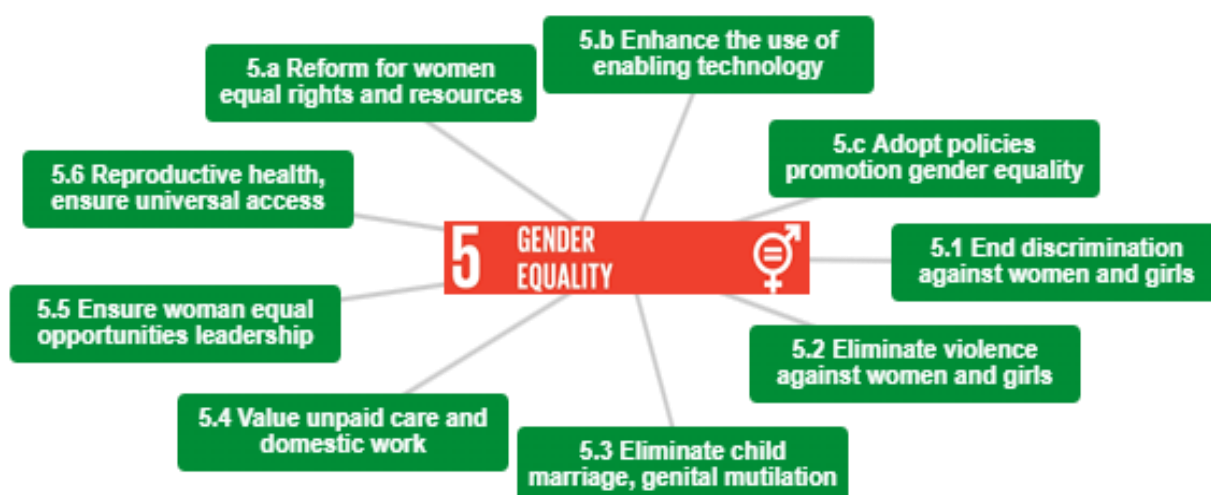 5.b Enhance the use of
enabling technology
5.a Reform for women
equal rights and resources
5.c Adopt policies
promotion gender equality
5.6 Reproductive health,
ensure universal access
5 GENDER
EQUALITY
5.1 End discrimination
against women and girls
5.5 Ensure woman equal
opportunities leadership
5.2 Eliminate violence
against women and girls
5.4 Value unpaid care and
domestic work
5.3 Eliminate child
marriage, genital mutilation